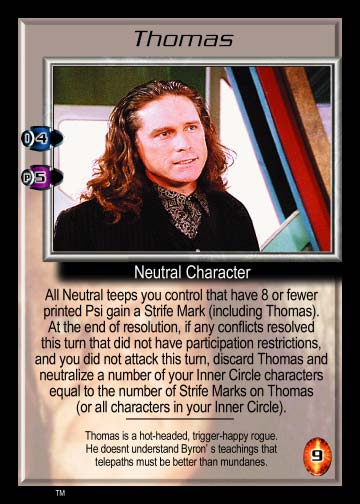 Thomas
D 4
P 5
Neutral Character
All Neutral teeps you control that have 8 or fewer
printed Psi gain a Strife Mark (including Thomas).
At the end of resolution, if any conflicts resolved
this turn that did not have participation restrictions,
and you did not attack this turn, discard Thomas and
neutralize a number of your Inner Circle characters
equal to the number of Strife Marks on Thomas
(or all characters in your Inner Circle).
Thomas is a hot-headed, trigger-happy rogue.
He doesnt understand Byron' s teachings that
telepaths must be better than mundanes.
9
TM